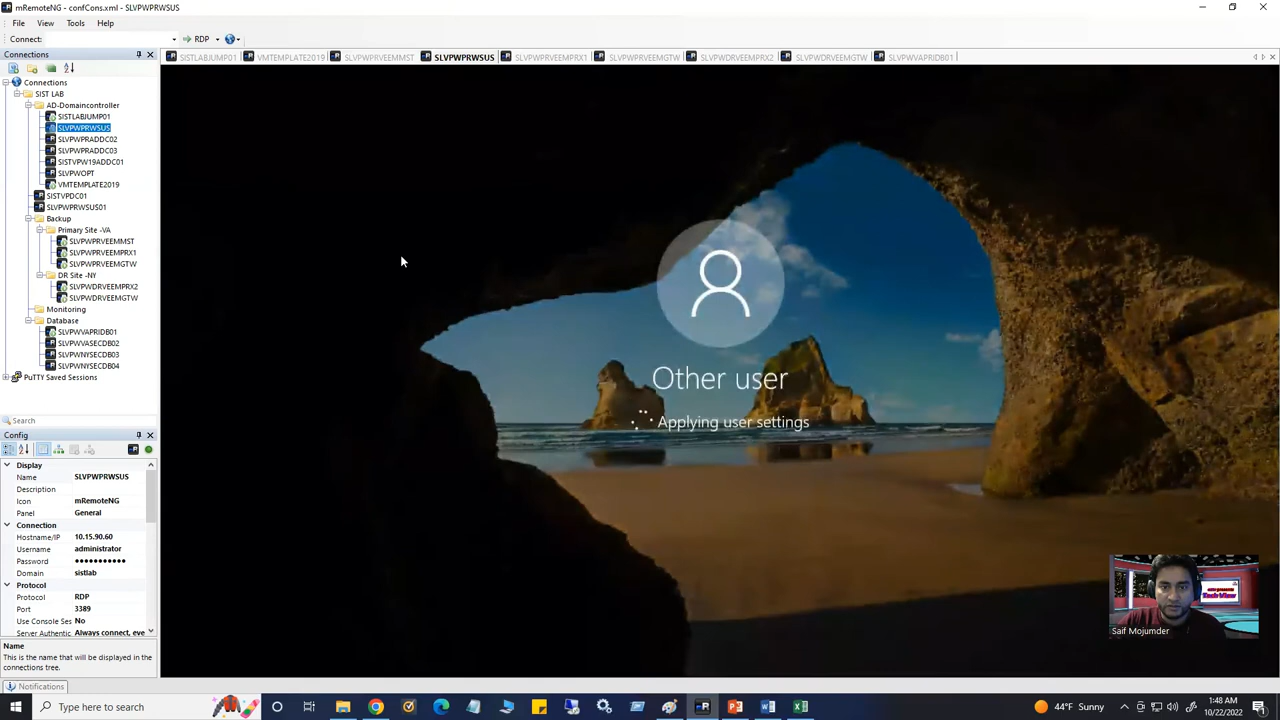 mRemoteNG - confCons.xml - SLVPWPRWSUS
File View Tools Help
Connect: RDP
Connections
SISTLABJUMP01 VMTEMPLATE2019 SLVPWPRVEEMMST SLVPWPRWSUS SLVPWPRVEEMPRX1 SLVPWPRVEEMGTW SLVPWDRVEEMPRX2 SLVPWDRVEEMGTW SLVPWVAPRIDB01
Connections
SIST LAB
AD-Domaincontroller
SISTLABJUMP01
SLVPWPRWSUS
SLVPWPRADDC02
SLVPWPRADDC03
SISTVPW19ADDC01
SLVPWOPT
VMTEMPLATE2019
SISTVPDC01
SLVPWPRWSUS01
Backup
Primary Site -VA
SLVPWPRVEEMMST
SLVPWPRVEEMPRX1
SLVPWPRVEEMGTW
DR Site -NY
SLVPWDRVEEMPRX2
SLVPWDRVEEMGTW
Monitoring
Database
SLVPWVAPRIDB01
SLVPWVASECDB02
SLVPWNYSECDB03
SLVPWNYSECDB04
PuTTY Saved Sessions
Search
Config
Display
Name SLVPWPRWSUS
Description
Icon mRemoteNG
Panel General
Connection
Hostname/IP 10.15.90.60
Username administrator
Password ●●●●●●●●●●●
Domain sistlab
Protocol
Protocol RDP
Port 3389
Use Console Ses No
Server Authentic Always connect, eve
Name
This is the name that will be displayed in the
connections tree.
Notifications
Other user
Applying user settings
Tech View
Saif Mojumder
Type here to search
44°F Sunny
1:48 AM
10/22/2022